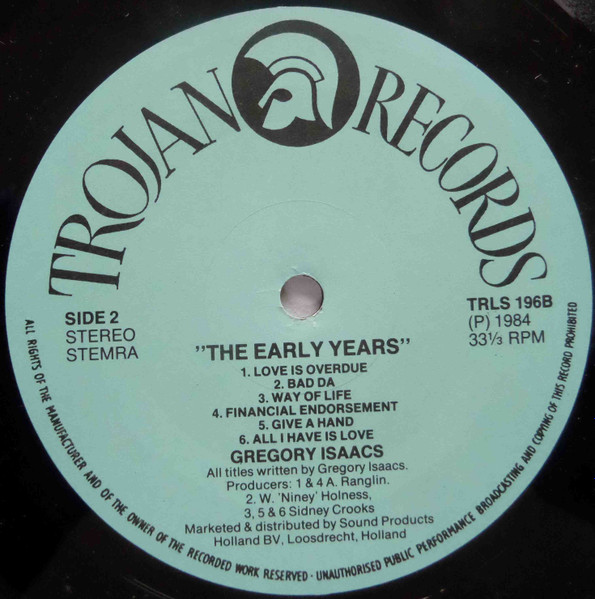 TROJAN RECORDS
SIDE 2
STEREO
STEMRA
TRLS 196B
(P) 1984
33⅓ RPM
"THE EARLY YEARS"
1. LOVE IS OVERDUE
2. BAD DA
3. WAY OF LIFE
4. FINANCIAL ENDORSEMENT
5. GIVE A HAND
6. ALL I HAVE IS LOVE
GREGORY ISAACS
All titles written by Gregory Isaacs.
Producers: 1 & 4 A. Ranglin.
2. W. 'Niney' Holness,
3, 5 & 6 Sidney Crooks
Marketed & distributed by Sound Products
Holland BV, Loosdrecht, Holland
ALL RIGHTS OF THE MANUFACTURER AND OF THE OWNER OF THE RECORDED WORK RESERVED · UNAUTHORISED PUBLIC PERFORMANCE BROADCASTING AND COPYING OF THIS RECORD PROHIBITED